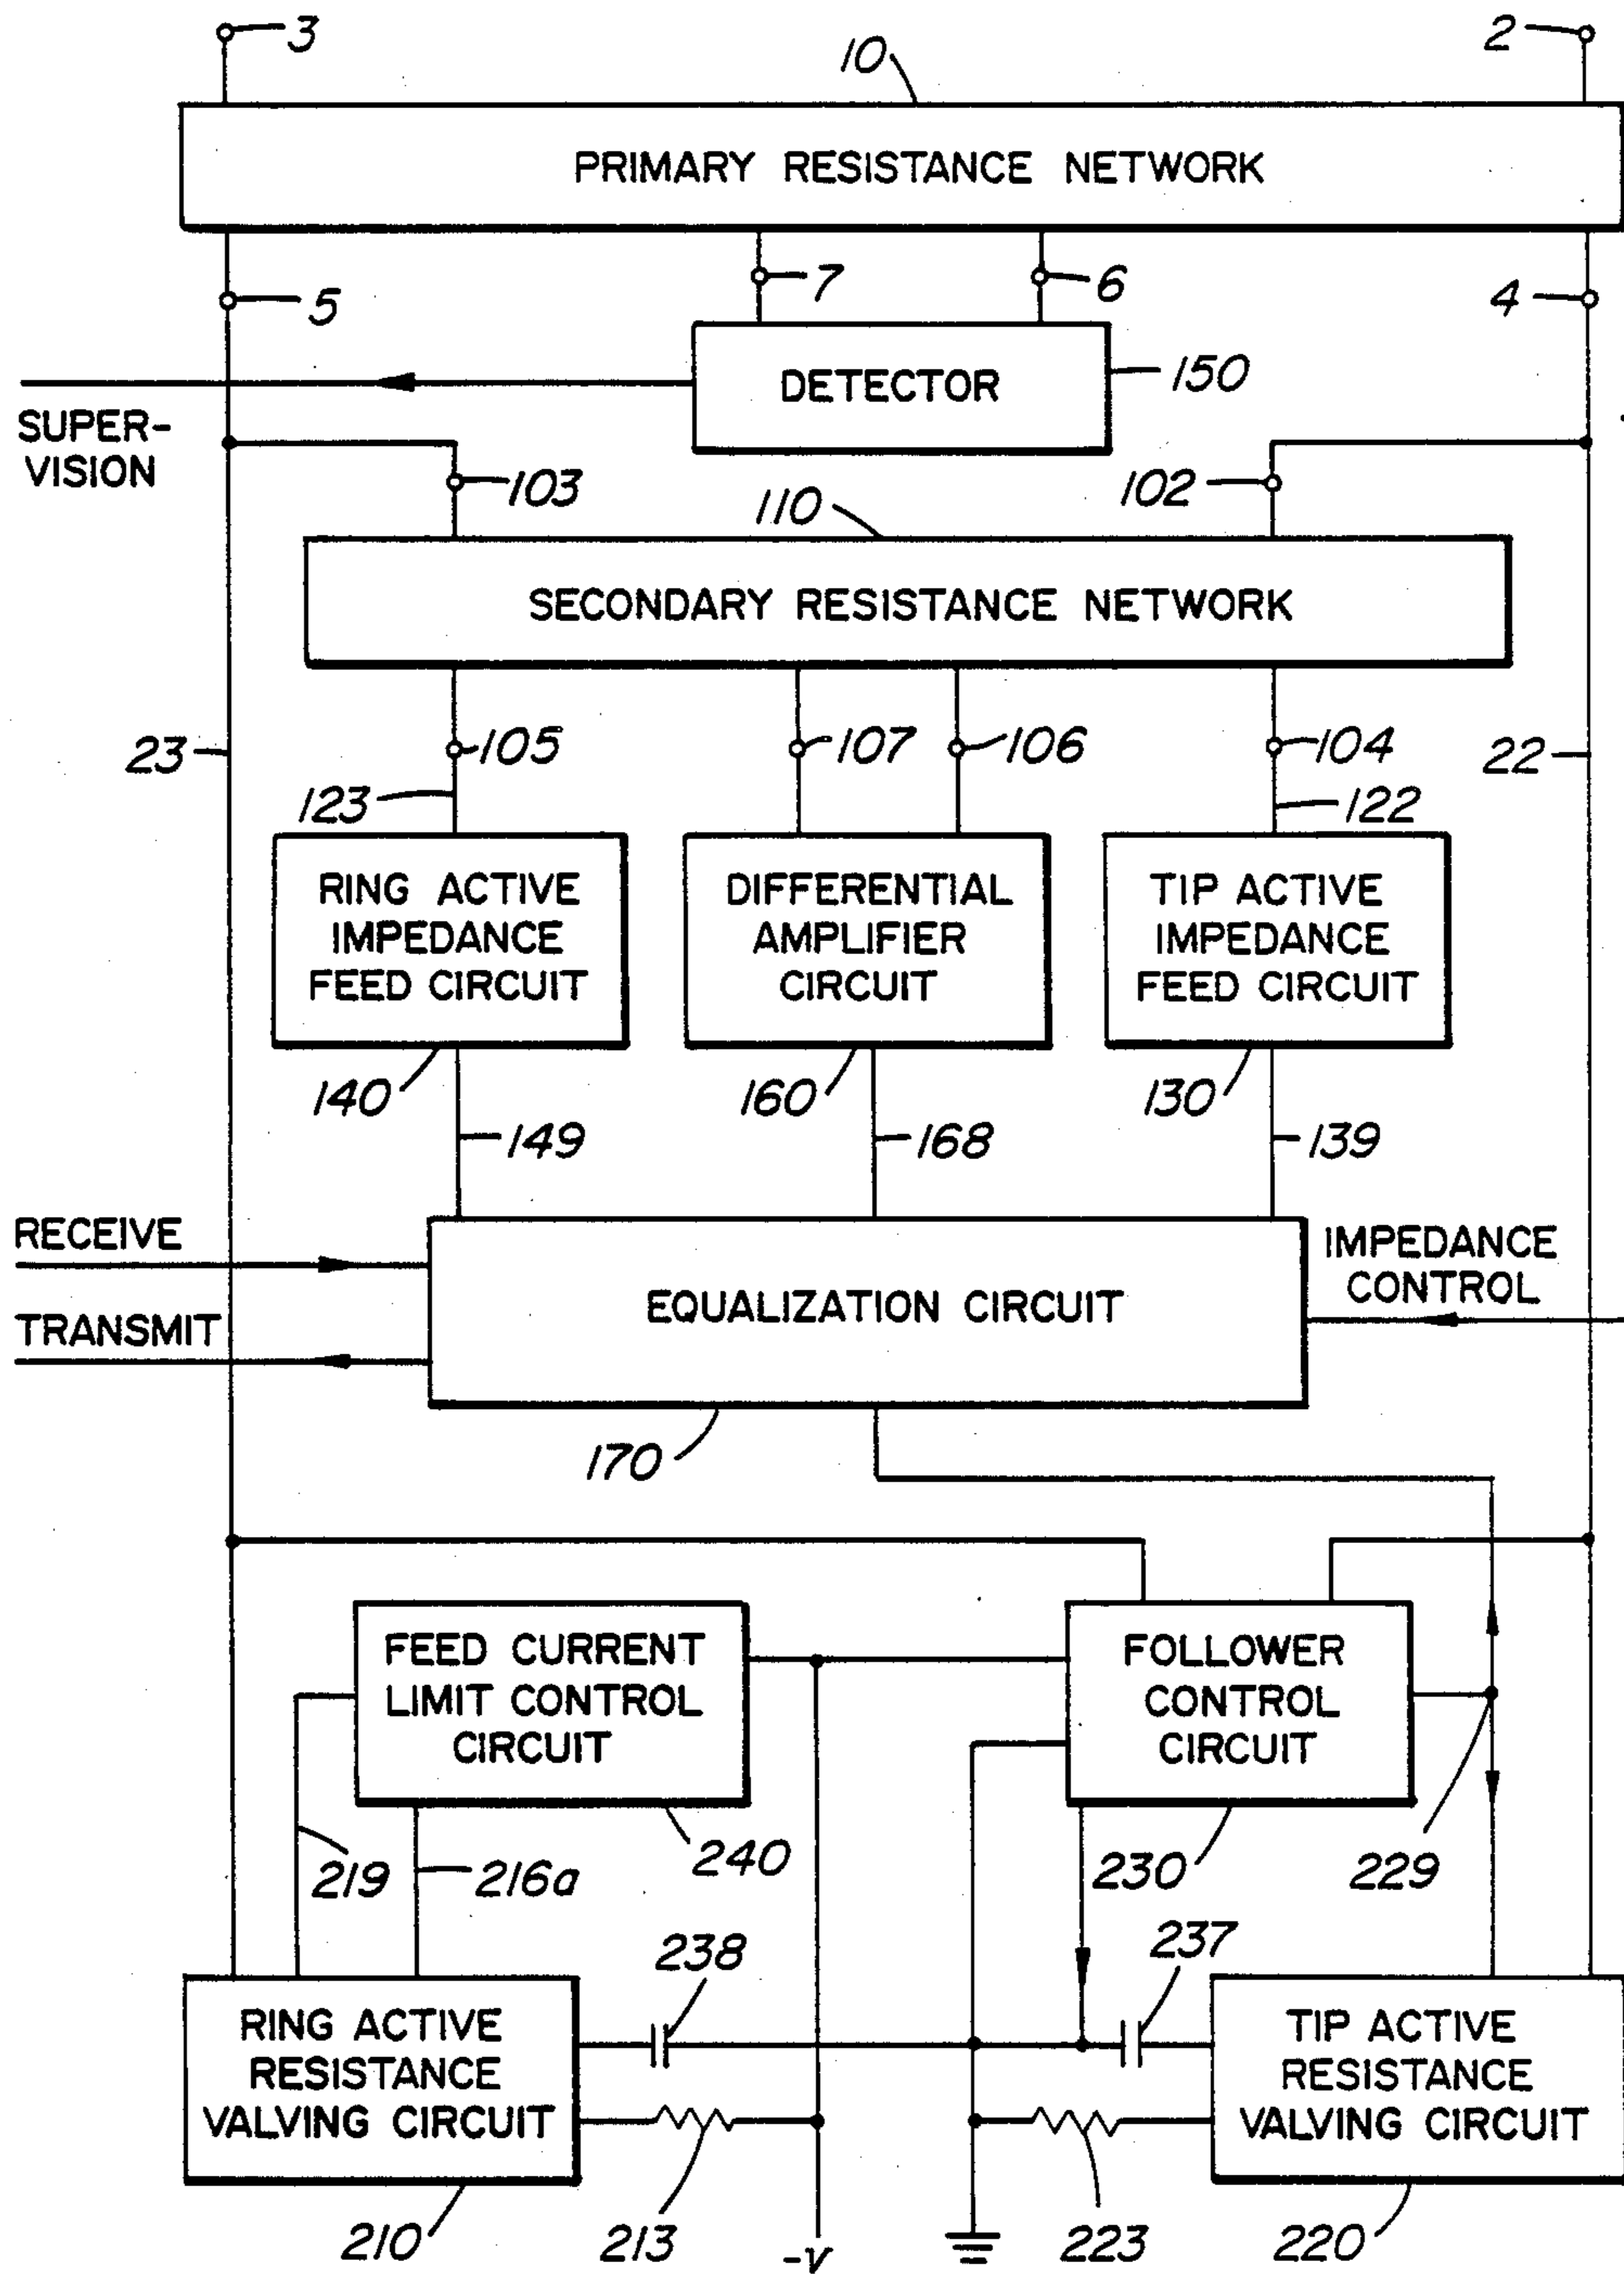 3
2
10
PRIMARY RESISTANCE NETWORK
5
7
6
4
DETECTOR
150
SUPER-
VISION
103
102
110
SECONDARY RESISTANCE NETWORK
23
105
107
106
104
22
123
122
RING ACTIVE
IMPEDANCE
FEED CIRCUIT
DIFFERENTIAL
AMPLIFIER
CIRCUIT
TIP ACTIVE
IMPEDANCE
FEED CIRCUIT
140
160
130
149
168
139
RECEIVE
TRANSMIT
EQUALIZATION CIRCUIT
IMPEDANCE
CONTROL
170
FEED CURRENT
LIMIT CONTROL
CIRCUIT
FOLLOWER
CONTROL
CIRCUIT
219
216a
240
230
229
238
237
RING ACTIVE
RESISTANCE
VALVING CIRCUIT
TIP ACTIVE
RESISTANCE
VALVING CIRCUIT
210
213
-V
223
220